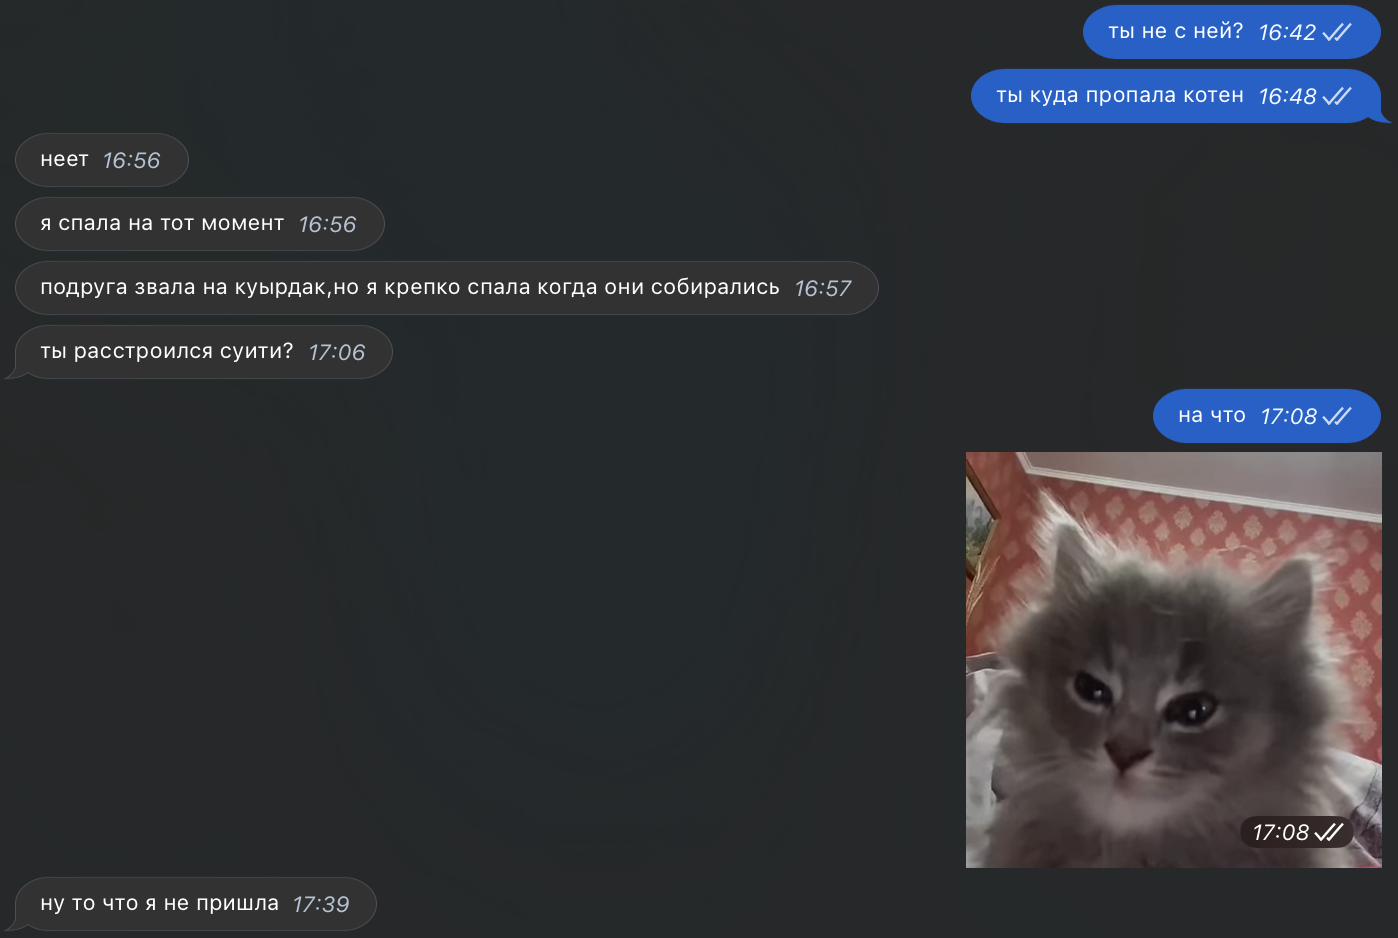 ты не с ней? 16:42
ты куда пропала котен 16:48
неет 16:56
я спала на тот момент 16:56
подруга звала на куырдак,но я крепко спала когда они собирались 16:57
ты расстроился суити? 17:06
на что 17:08
17:08
ну то что я не пришла 17:39